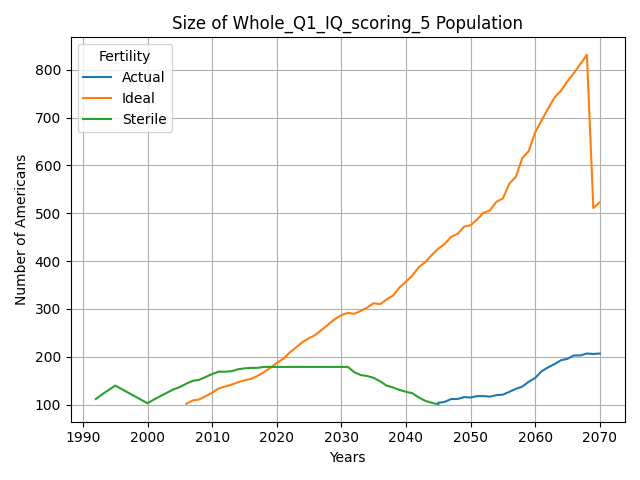 Size of Whole_Q1_IQ_scoring_5 Population
Fertility
Actual
Ideal
Sterile
Number of Americans
800
700
600
500
400
300
200
100
1990 2000 2010 2020 2030 2040 2050 2060 2070
Years